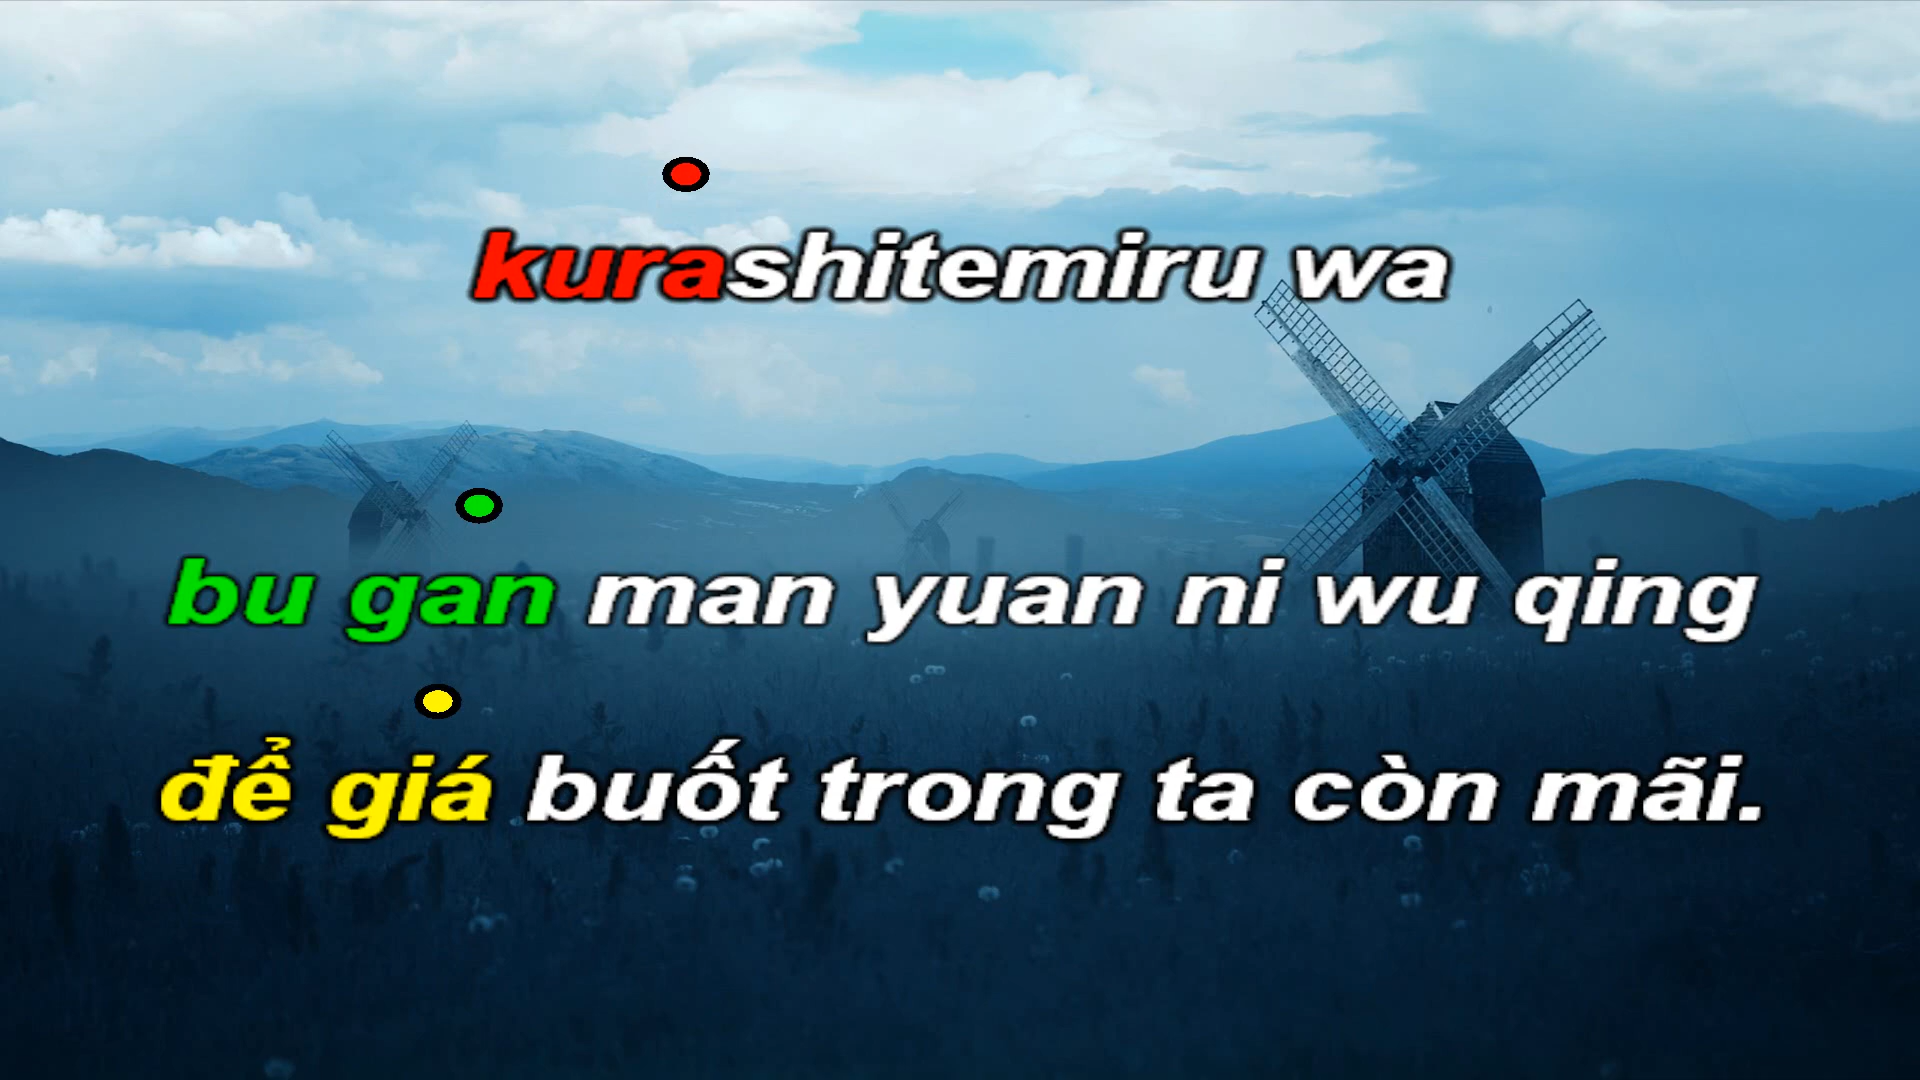 kurashitemiru wa
bu gan man yuan ni wu qing
để giá buốt trong ta còn mãi.